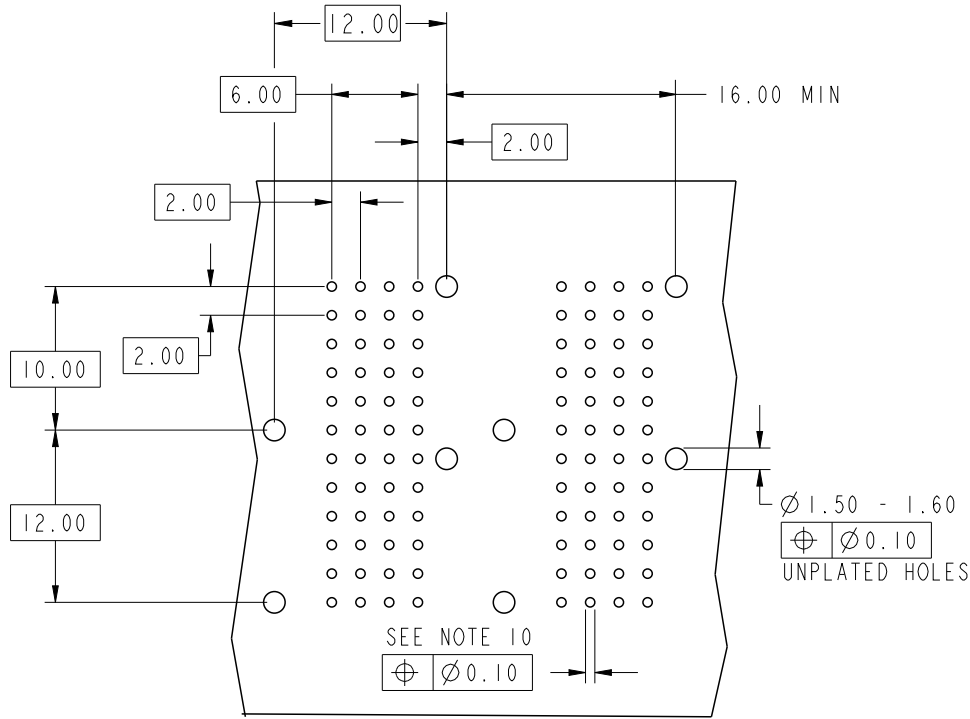 12.00
6.00
16.00 MIN
2.00
2.00
2.00
10.00
12.00
Ø1.50 - 1.60
⌖ Ø0.10
UNPLATED HOLES
SEE NOTE 10
⌖ Ø0.10